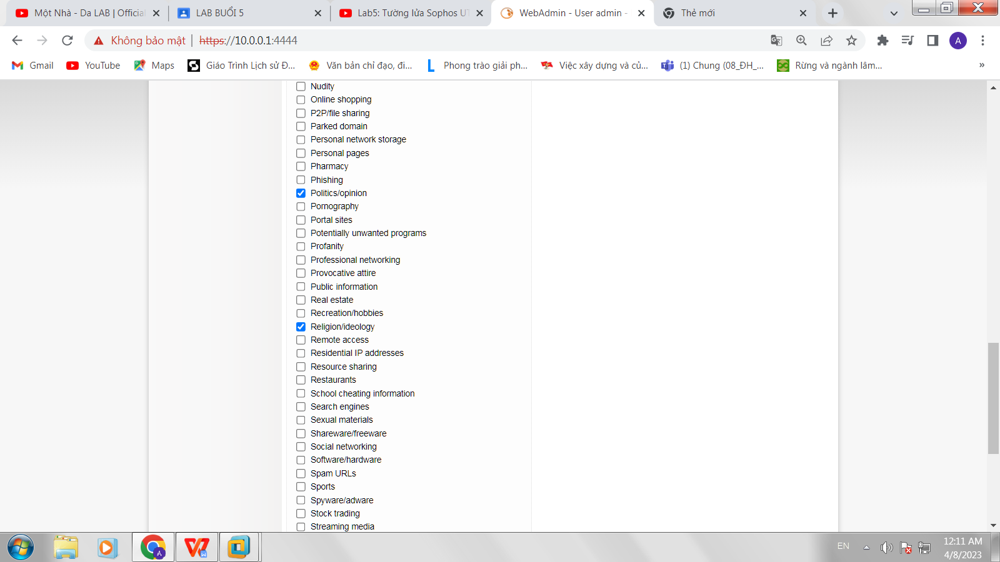 Một Nhà - Da LAB | Official
LAB BUỔI 5
Lab5: Tường lửa Sophos UT
WebAdmin - User admin -
Thẻ mới
Không bảo mật | https://10.0.0.1:4444
A
Gmail
YouTube
Maps
Giáo Trình Lịch sử Đ...
Văn bản chỉ đạo, đi...
Phong trào giải ph...
Việc xây dựng và củ...
(1) Chung (08_ĐH_...
Rừng và ngành lâm...
»
Nudity
Online shopping
P2P/file sharing
Parked domain
Personal network storage
Personal pages
Pharmacy
Phishing
Politics/opinion
Pornography
Portal sites
Potentially unwanted programs
Profanity
Professional networking
Provocative attire
Public information
Real estate
Recreation/hobbies
Religion/ideology
Remote access
Residential IP addresses
Resource sharing
Restaurants
School cheating information
Search engines
Sexual materials
Shareware/freeware
Social networking
Software/hardware
Spam URLs
Sports
Spyware/adware
Stock trading
Streaming media
A
EN
12:11 AM
4/8/2023